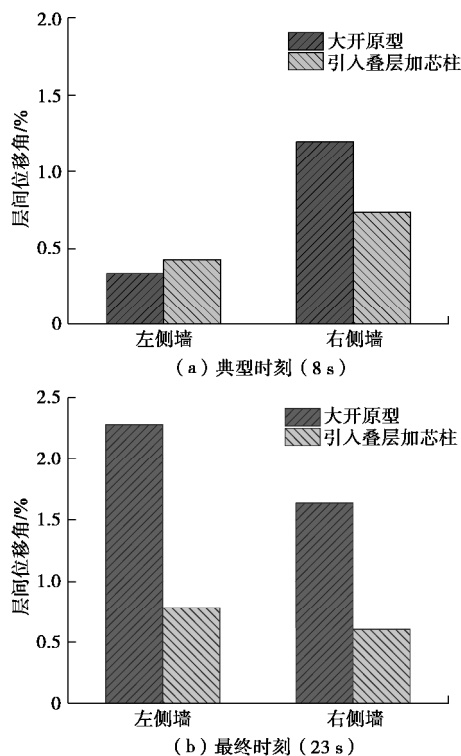 2.0
1.5
1.0
0.5
0
层间位移角/%
大开原型
引入叠层加芯柱
左侧墙
右侧墙
（a）典型时刻（8 s）
2.5
2.0
1.5
1.0
0.5
0
层间位移角/%
大开原型
引入叠层加芯柱
左侧墙
右侧墙
（b）最终时刻（23 s）